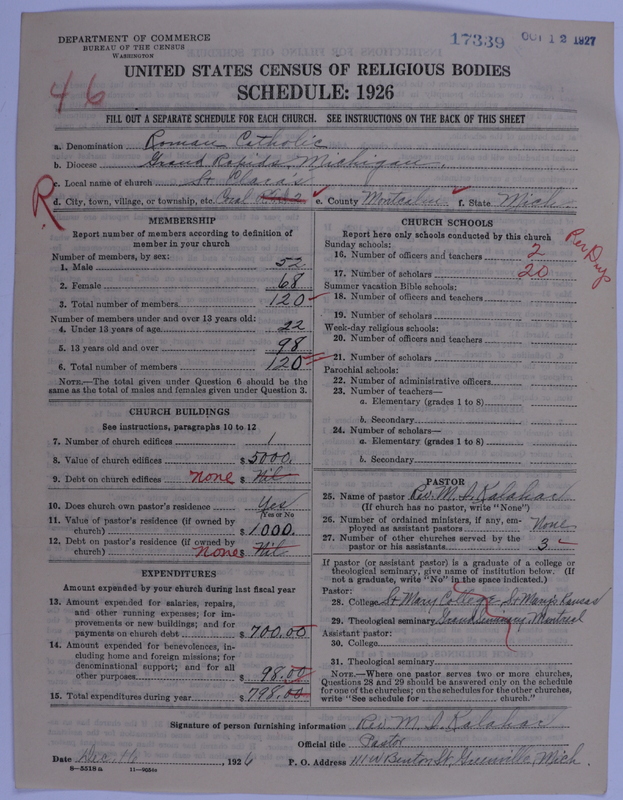 DEPARTMENT OF COMMERCE
BUREAU OF THE CENSUS
WASHINGTON
17339 OCT 12 1927
46
UNITED STATES CENSUS OF RELIGIOUS BODIES
SCHEDULE: 1926
FILL OUT A SEPARATE SCHEDULE FOR EACH CHURCH. SEE INSTRUCTIONS ON THE BACK OF THIS SHEET
a. Denomination Roman Catholic
b. Diocese Grand Rapids, Michigan.
c. Local name of church St Clara's
R
d. City, town, village, or township, etc. Coral e. County Montcalm f. State Mich
MEMBERSHIP
Report number of members according to definition of member in your church
Number of members, by sex:
1. Male 52
2. Female 68
3. Total number of members 120
Number of members under and over 13 years old:
4. Under 13 years of age 22
5. 13 years old and over 98
6. Total number of members 120
NOTE.—The total given under Question 6 should be the
same as the total of males and females given under Question 3.
CHURCH BUILDINGS
See instructions, paragraphs 10 to 12
7. Number of church edifices 1
8. Value of church edifices $ 5000.
9. Debt on church edifices none $ Nil
10. Does church own pastor's residence Yes
Yes or No
11. Value of pastor's residence (if owned by
church) $ 1000.
12. Debt on pastor's residence (if owned by
church) none $ Nil
EXPENDITURES
Amount expended by your church during last fiscal year
13. Amount expended for salaries, repairs,
and other running expenses; for im-
provements or new buildings; and for
payments on church debt $ 700.00
14. Amount expended for benevolences, in-
cluding home and foreign missions; for
denominational support; and for all
other purposes $ 98.00
15. Total expenditures during year $ 798.00
CHURCH SCHOOLS
Report here only schools conducted by this church
Sunday schools:
16. Number of officers and teachers 2
17. Number of scholars 20
Summer vacation Bible schools:
18. Number of officers and teachers
19. Number of scholars
Week-day religious schools:
20. Number of officers and teachers
21. Number of scholars
Parochial schools:
22. Number of administrative officers
23. Number of teachers—
a. Elementary (grades 1 to 8)
b. Secondary
24. Number of scholars—
a. Elementary (grades 1 to 8)
b. Secondary
PASTOR
25. Name of pastor Rev. M. S. Kalahar
(If church has no pastor, write "None")
26. Number of ordained ministers, if any, em-
ployed as assistant pastors None
27. Number of other churches served by the
pastor or his assistants 3
If pastor (or assistant pastor) is a graduate of a college or
theological seminary, give name of institution below. (If
not a graduate, write "No" in the space indicated.)
Pastor:
28. College St Mary College - St Marys Kansas
29. Theological seminary Grand Seminary, Montreal
Assistant pastor:
30. College
31. Theological seminary
NOTE.—Where one pastor serves two or more churches,
Questions 28 and 29 should be answered only on the schedule
for one of the churches; on the schedules for the other churches,
write "See schedule for church."
Signature of person furnishing information Rev. M. S. Kalahar
Official title Pastor
Date Dec. 16, 1926 P. O. Address 111 W Benton St, Greenville, Mich.
8—5518 a 11—9054a